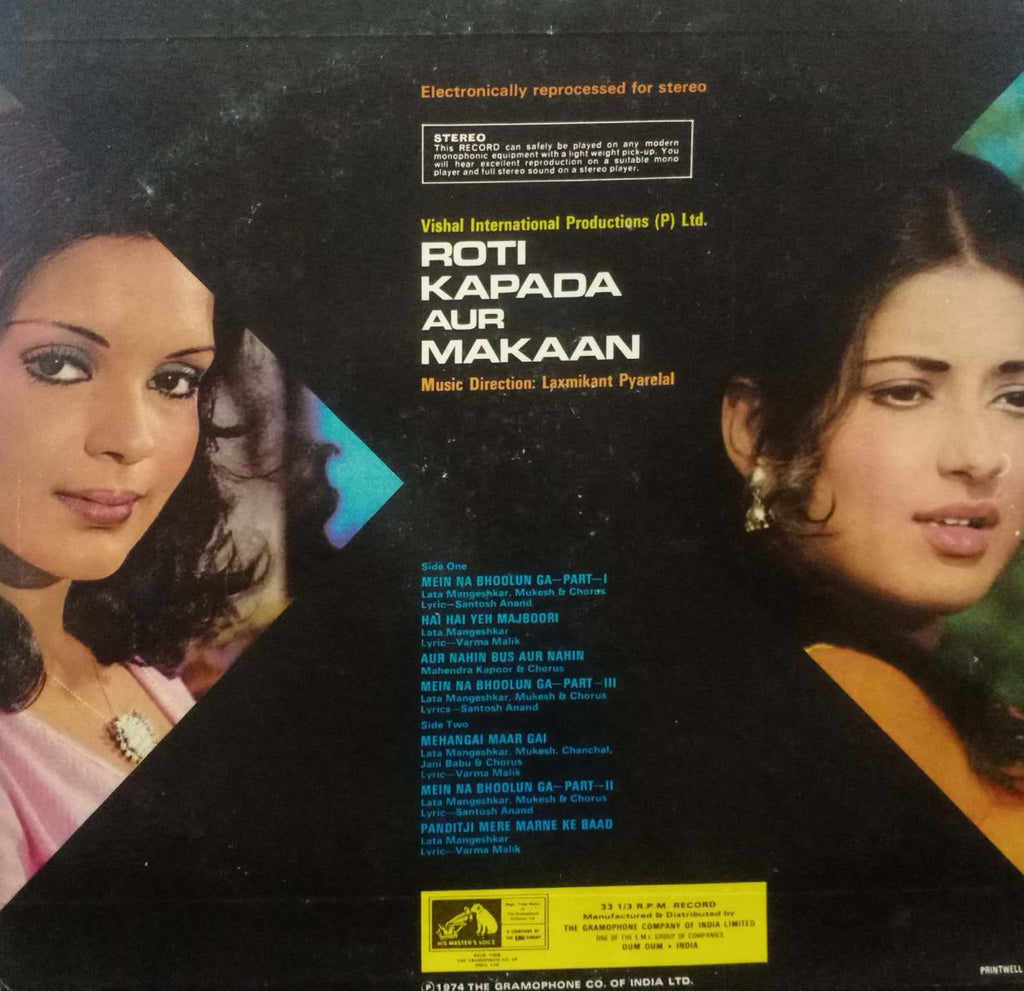 Electronically reprocessed for stereo
STEREO
This RECORD can safely be played on any modern
monophonic equipment with a light weight pick-up. You
will hear excellent reproduction on a suitable mono
player and full stereo sound on a stereo player.
Vishal International Productions (P) Ltd.
ROTI
KAPADA
AUR
MAKAAN
Music Direction: Laxmikant Pyarelal
Side One
MEIN NA BHOOLUN GA—PART—I
Lata Mangeshkar, Mukesh & Chorus
Lyric—Santosh Anand
HAI HAI YEH MAJBOORI
Lata Mangeshkar
Lyric—Varma Malik
AUR NAHIN BUS AUR NAHIN
Mahendra Kapoor & Chorus
MEIN NA BHOOLUN GA—PART—III
Lata Mangeshkar, Mukesh & Chorus
Lyrics—Santosh Anand
Side Two
MEHANGAI MAAR GAI
Lata Mangeshkar, Mukesh, Chanchal,
Jani Babu & Chorus
Lyric—Varma Malik
MEIN NA BHOOLUN GA—PART—II
Lata Mangeshkar, Mukesh & Chorus
Lyric—Santosh Anand
PANDITJI MERE MARNE KE BAAD
Lata Mangeshkar
Lyric—Varma Malik
HIS MASTER'S VOICE
A COMPANY OF
THE EMI GROUP
33 1/3 R.P.M. RECORD
Manufactured & Distributed by
THE GRAMOPHONE COMPANY OF INDIA LIMITED
ONE OF THE E.M.I. GROUP OF COMPANIES
DUM DUM • INDIA
℗ 1974 THE GRAMOPHONE CO. OF INDIA LTD.
PRINTWELL